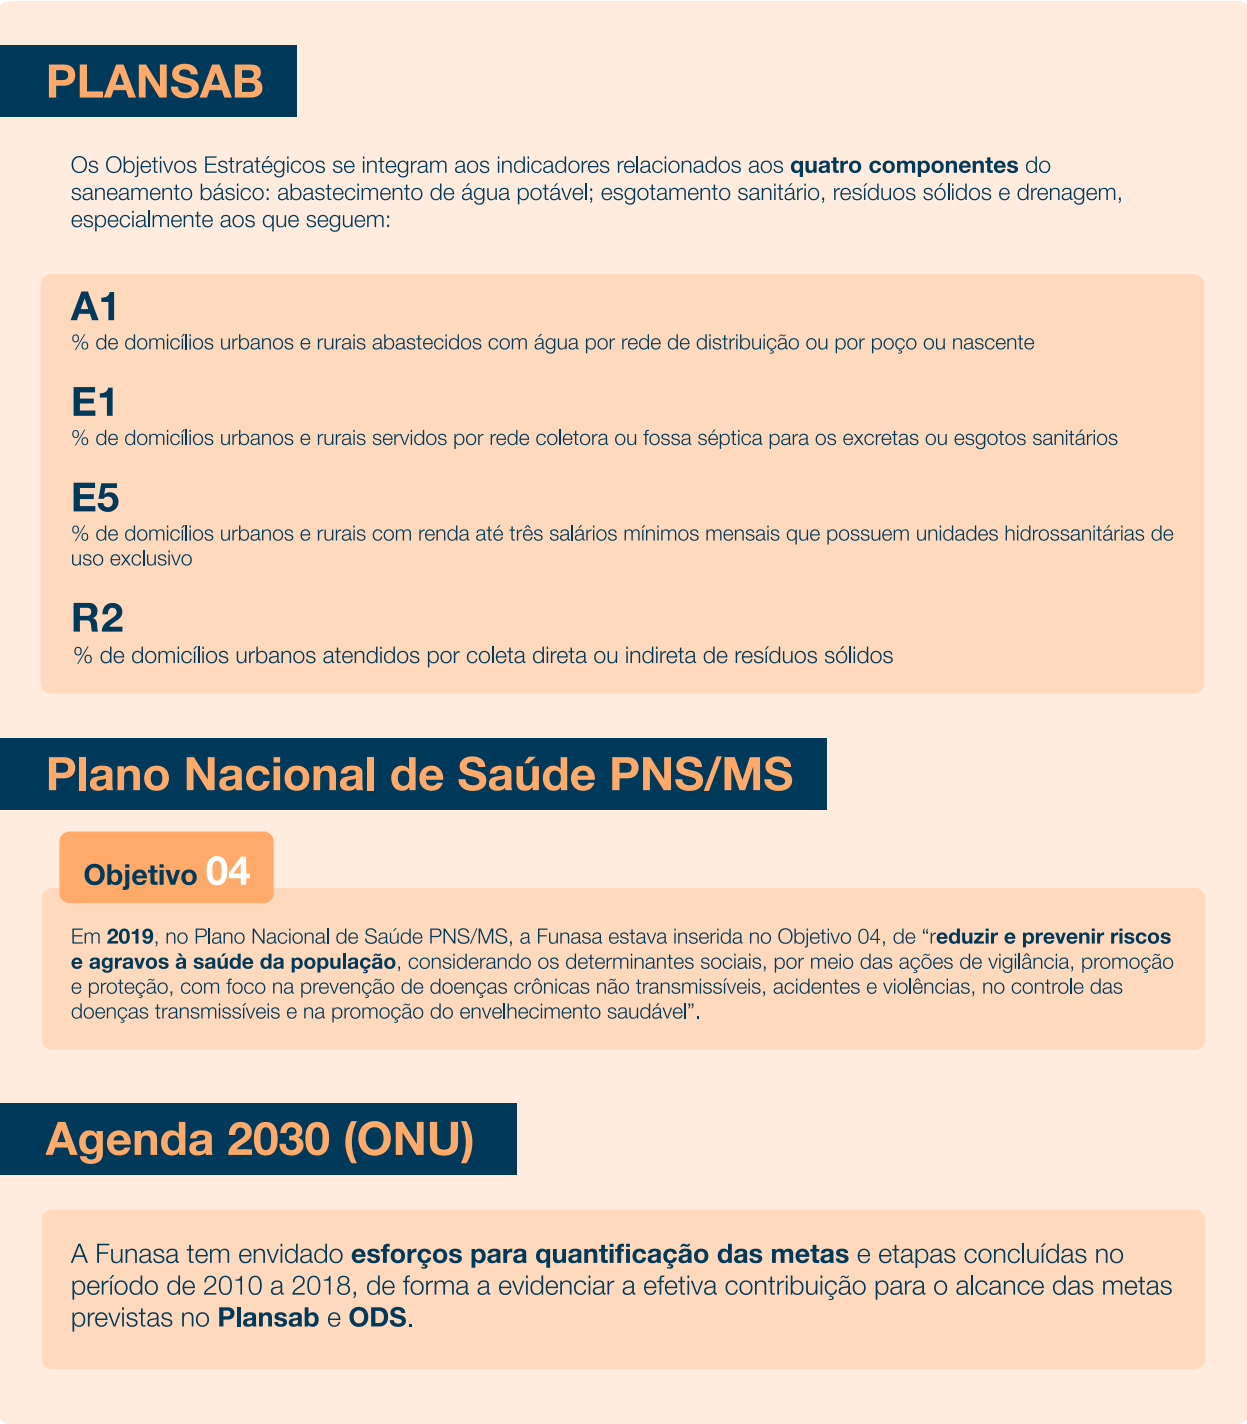 PLANSAB
Os Objetivos Estratégicos se integram aos indicadores relacionados aos quatro componentes do
saneamento básico: abastecimento de água potável; esgotamento sanitário, resíduos sólidos e drenagem,
especialmente aos que seguem:
A1
% de domicílios urbanos e rurais abastecidos com água por rede de distribuição ou por poço ou nascente
E1
% de domicílios urbanos e rurais servidos por rede coletora ou fossa séptica para os excretas ou esgotos sanitários
E5
% de domicílios urbanos e rurais com renda até três salários mínimos mensais que possuem unidades hidrossanitárias de
uso exclusivo
R2
% de domicílios urbanos atendidos por coleta direta ou indireta de resíduos sólidos
Plano Nacional de Saúde PNS/MS
Objetivo 04
Em 2019, no Plano Nacional de Saúde PNS/MS, a Funasa estava inserida no Objetivo 04, de “reduzir e prevenir riscos
e agravos à saúde da população, considerando os determinantes sociais, por meio das ações de vigilância, promoção
e proteção, com foco na prevenção de doenças crônicas não transmissíveis, acidentes e violências, no controle das
doenças transmissíveis e na promoção do envelhecimento saudável”.
Agenda 2030 (ONU)
A Funasa tem envidado esforços para quantificação das metas e etapas concluídas no
período de 2010 a 2018, de forma a evidenciar a efetiva contribuição para o alcance das metas
previstas no Plansab e ODS.